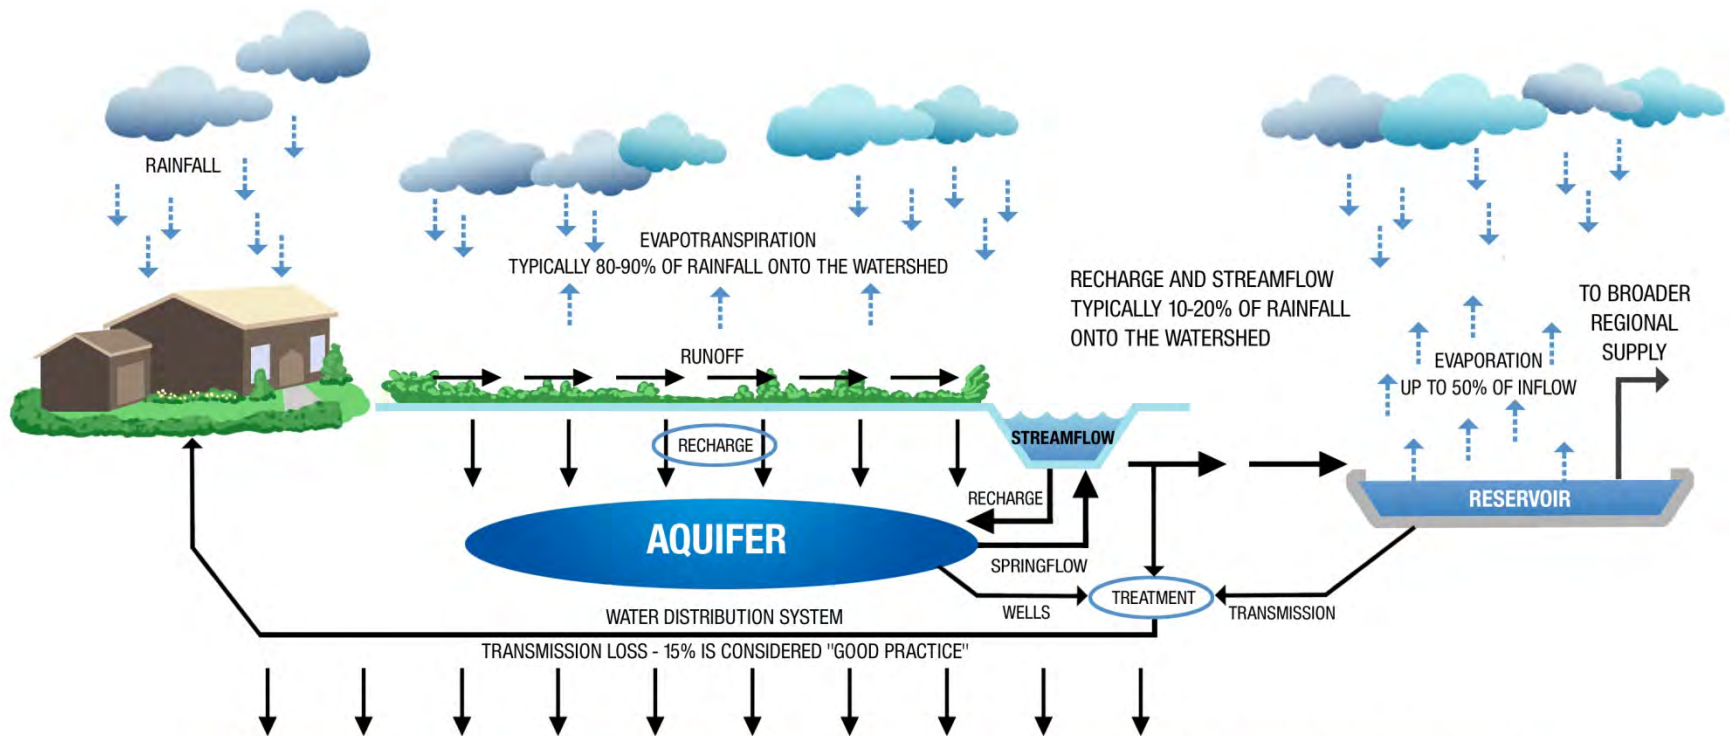 RAINFALL
EVAPOTRANSPIRATION
TYPICALLY 80-90% OF RAINFALL ONTO THE WATERSHED
RECHARGE AND STREAMFLOW
TYPICALLY 10-20% OF RAINFALL
ONTO THE WATERSHED
TO BROADER
REGIONAL
SUPPLY
RUNOFF
EVAPORATION
UP TO 50% OF INFLOW
RECHARGE
STREAMFLOW
RECHARGE
RESERVOIR
AQUIFER
SPRINGFLOW
WELLS
TREATMENT
TRANSMISSION
WATER DISTRIBUTION SYSTEM
TRANSMISSION LOSS - 15% IS CONSIDERED "GOOD PRACTICE"